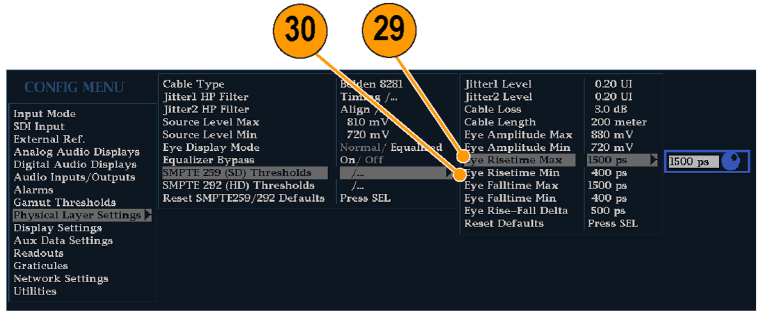 30
29
CONFIG MENU
Input Mode
SDI Input
External Ref.
Analog Audio Displays
Digital Audio Displays
Audio Inputs/Outputs
Alarms
Gamut Thresholds
Physical Layer Settings
Display Settings
Aux Data Settings
Readouts
Graticules
Network Settings
Utilities
Cable Type Belden 8281
Jitter1 HP Filter Timing /...
Jitter2 HP Filter Align /...
Source Level Max 810 mV
Source Level Min 720 mV
Eye Display Mode Normal/ Equalized
Equalizer Bypass On/ Off
SMPTE 259 (SD) Thresholds /...
SMPTE 292 (HD) Thresholds /...
Reset SMPTE259/292 Defaults Press SEL
Jitter1 Level 0.20 UI
Jitter2 Level 0.20 UI
Cable Loss 3.0 dB
Cable Length 200 meter
Eye Amplitude Max 880 mV
Eye Amplitude Min 720 mV
Eye Risetime Max 1500 ps
Eye Risetime Min 400 ps
Eye Falltime Max 1500 ps
Eye Falltime Min 400 ps
Eye Rise-Fall Delta 500 ps
Reset Defaults Press SEL
1500 ps